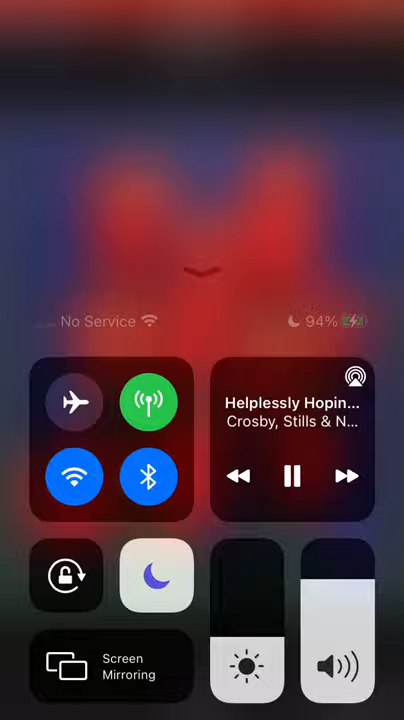 No Service
94%
Helplessly Hopin...
Crosby, Stills & N...
Screen
Mirroring